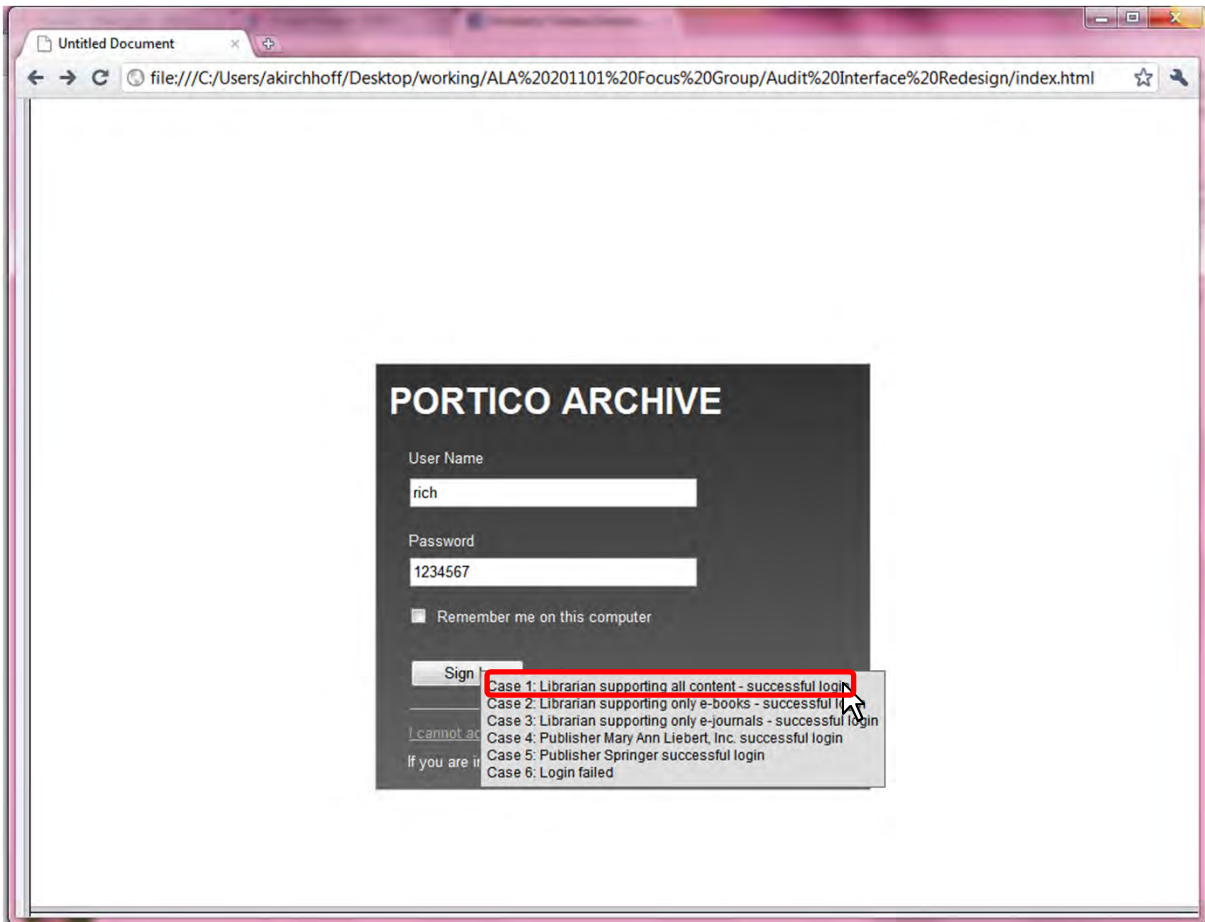 Untitled Document
file:///C:/Users/akirchhoff/Desktop/working/ALA%20201101%20Focus%20Group/Audit%20Interface%20Redesign/index.html
PORTICO ARCHIVE
User Name
rich
Password
1234567
Remember me on this computer
Sign
Case 1: Librarian supporting all content - successful login
Case 2: Librarian supporting only e-books - successful
Case 3: Librarian supporting only e-journals - successful login
I cannot
Case 4: Publisher Mary Ann Liebert, Inc. successful login
Case 5: Publisher Springer successful login
If you are
Case 6: Login failed